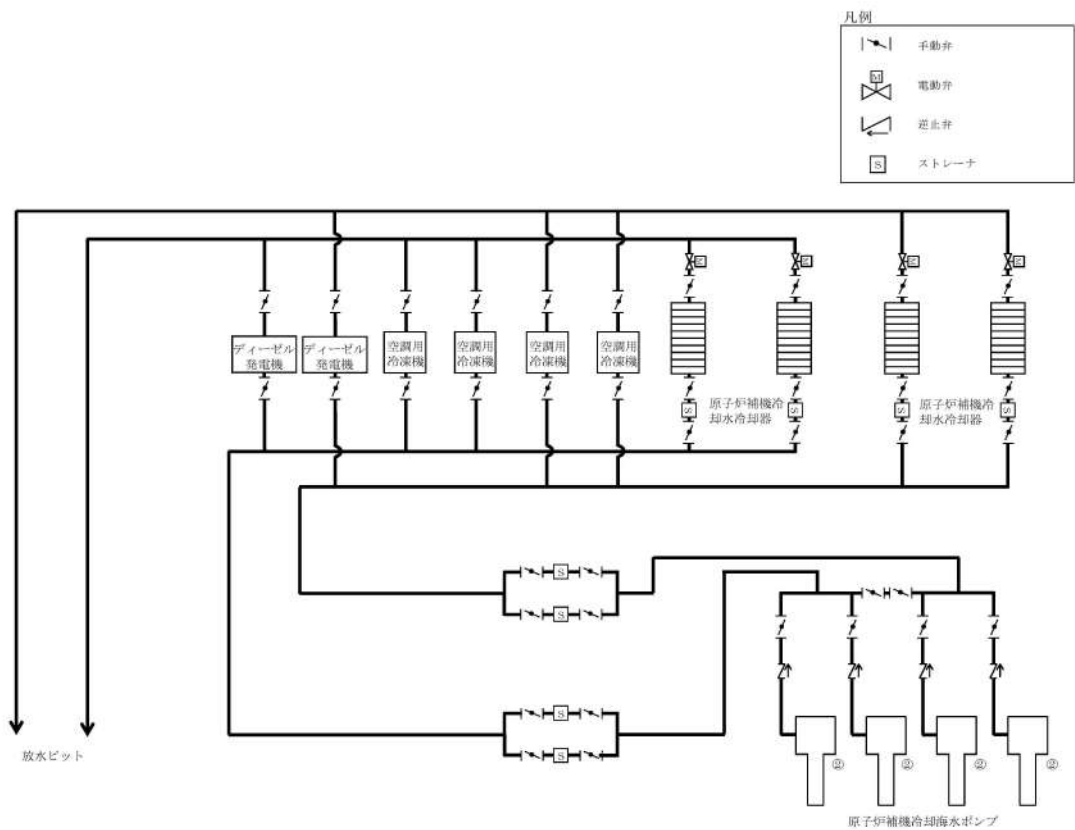 凡例
手動弁
M
電動弁
逆止弁
S
ストレーナ
M
M
M
M
ディーゼル
発電機
ディーゼル
発電機
空調用
冷凍機
空調用
冷凍機
空調用
冷凍機
空調用
冷凍機
S
原子炉補機冷
却水冷却器
S
S
原子炉補機冷
却水冷却器
S
S
S
S
S
放水ピット
②
②
②
②
原子炉補機冷却海水ポンプ